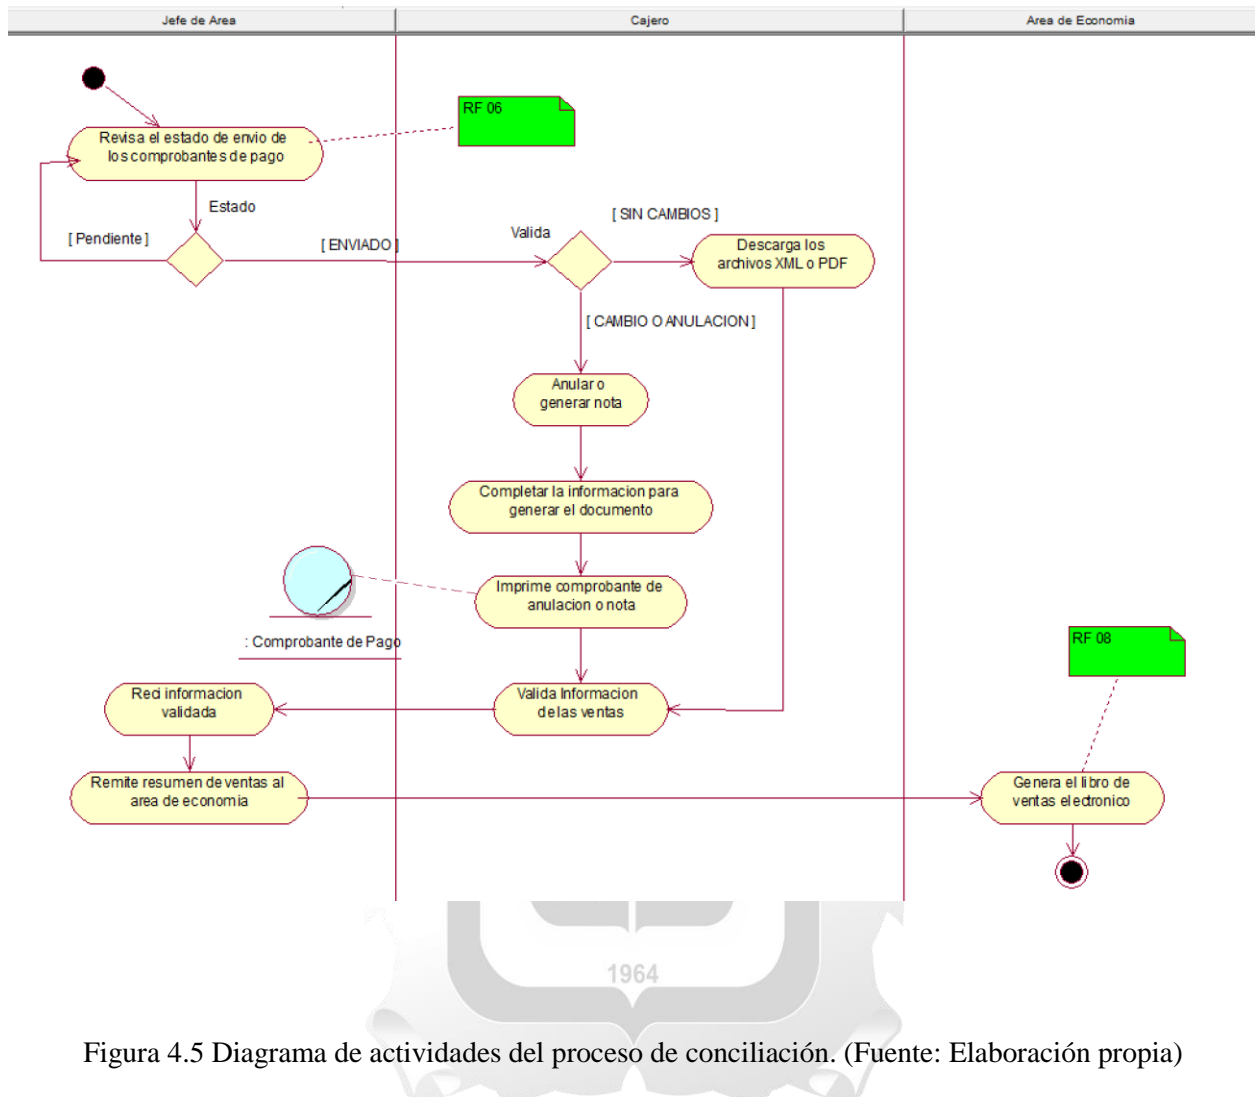 Jefe de Area
Cajero
Area de Economia
RF 06
Revisa el estado de envio de
los comprobantes de pago
Estado
[ Pendiente ]
[ ENVIADO ]
Valida
[ SIN CAMBIOS ]
Descarga los
archivos XML o PDF
[ CAMBIO O ANULACION ]
Anular o
generar nota
Completar la informacion para
generar el documento
Imprime comprobante de
anulacion o nota
: Comprobante de Pago
RF 08
Reci informacion
validada
Valida Informacion
de las ventas
Remite resumen de ventas al
area de economia
Genera el libro de
ventas electronico
1964
Figura 4.5 Diagrama de actividades del proceso de conciliación. (Fuente: Elaboración propia)